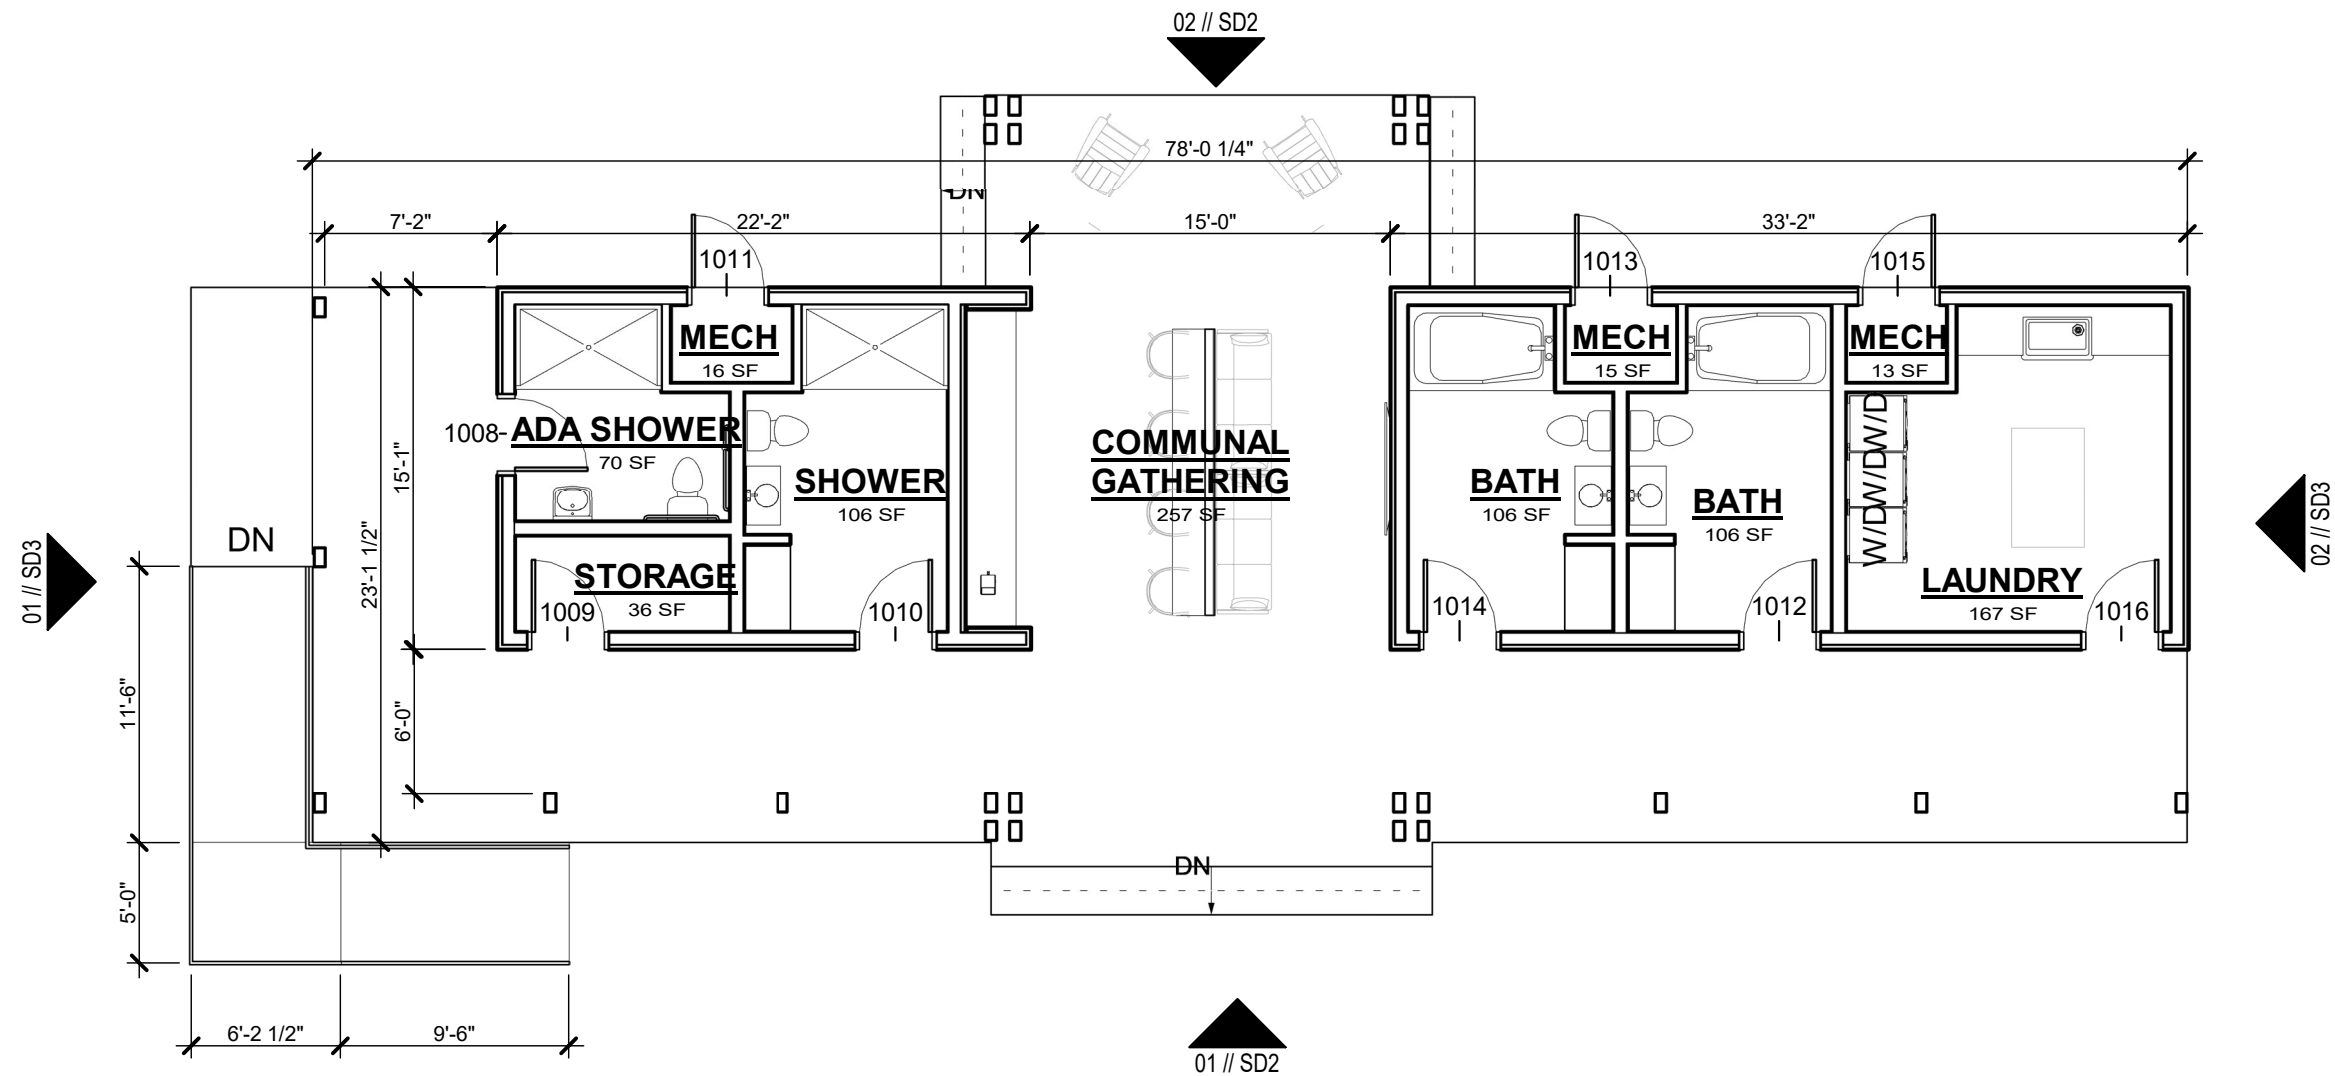 02 // SD2
78'-0 1/4"
DN
7'-2"
22'-2"
15'-0"
33'-2"
1011
1013
1015
MECH
16 SF
MECH
15 SF
MECH
13 SF
1008
ADA SHOWER
70 SF
SHOWER
106 SF
COMMUNAL
GATHERING
257 SF
BATH
106 SF
BATH
106 SF
W/D
W/D
W/D
LAUNDRY
167 SF
STORAGE
36 SF
1009
1010
1014
1012
1016
15'-1"
23'-1 1/2"
6'-0"
DN
01 // SD3
02 // SD3
11'-6"
5'-0"
DN
6'-2 1/2"
9'-6"
01 // SD2